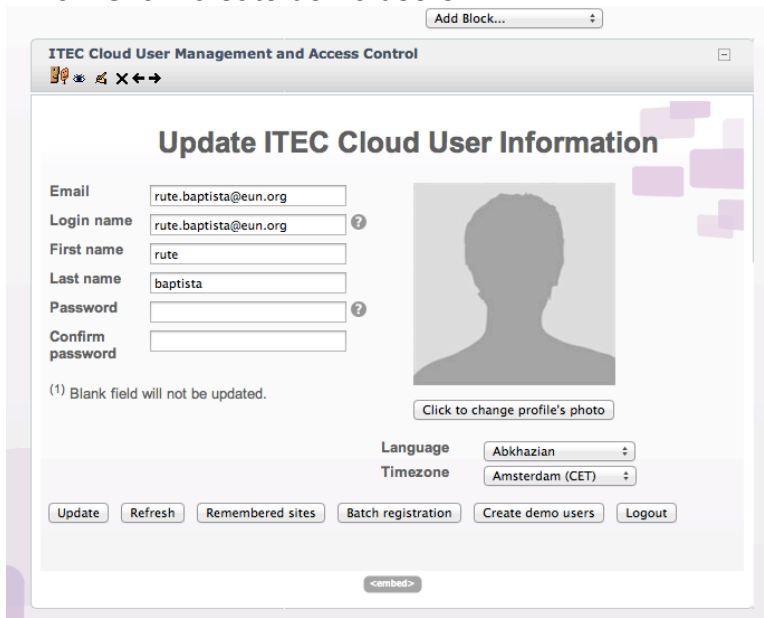 Add Block...
ITEC Cloud User Management and Access Control
Update ITEC Cloud User Information
Email rute.baptista@eun.org
Login name rute.baptista@eun.org ?
First name rute
Last name baptista
Password ?
Confirm password
(1) Blank field will not be updated.
Click to change profile's photo
Language Abkhazian
Timezone Amsterdam (CET)
Update Refresh Remembered sites Batch registration Create demo users Logout
<embed>